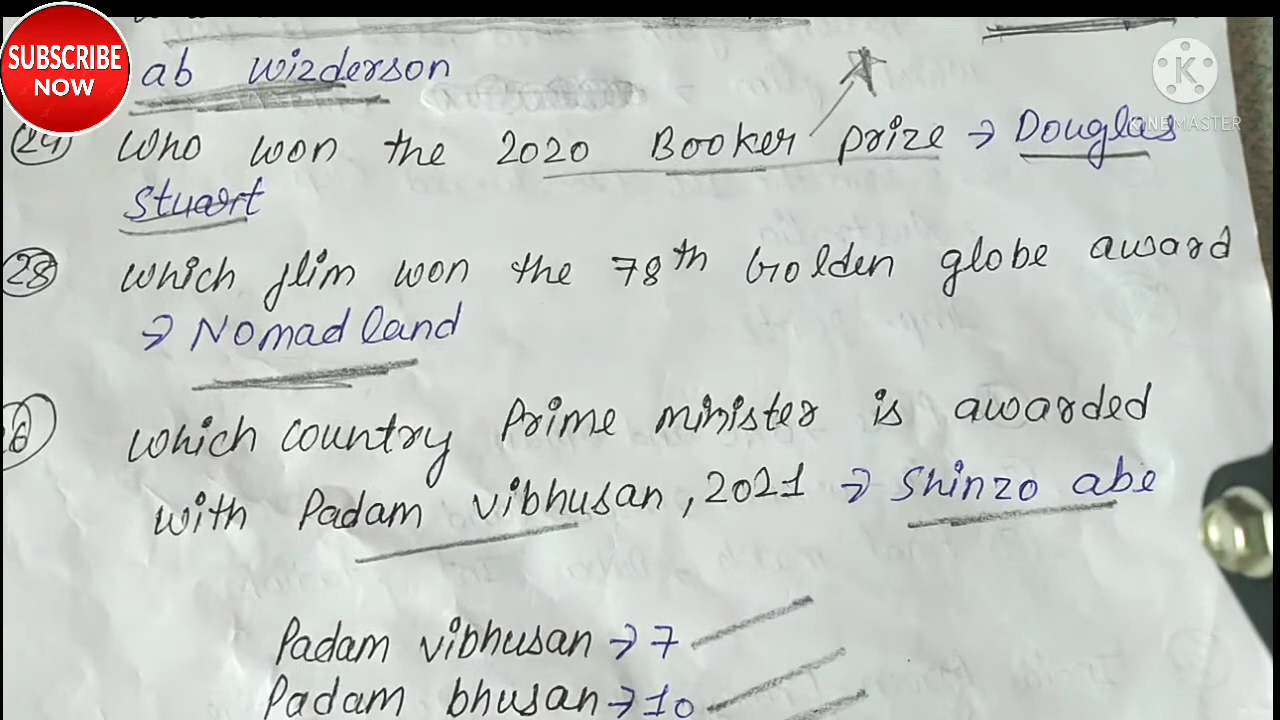 SUBSCRIBE
NOW
ab wizderson
KINEMASTER
(24) who won the 2020 Booker prize → Douglas
Stuart
(28) which flim won the 78th Golden globe award
→ Nomad land
which country Prime minister is awarded
with Padam vibhusan, 2021 → Shinzo abe
Padam vibhusan → 7
Padam bhusan → 10